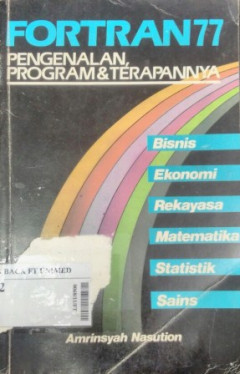 FORTRAN 77
PENGENALAN,
PROGRAM & TERAPANNYA
Bisnis
Ekonomi
Rekayasa
Matematika
Statistik
Sains
Amrinsyah Nasution